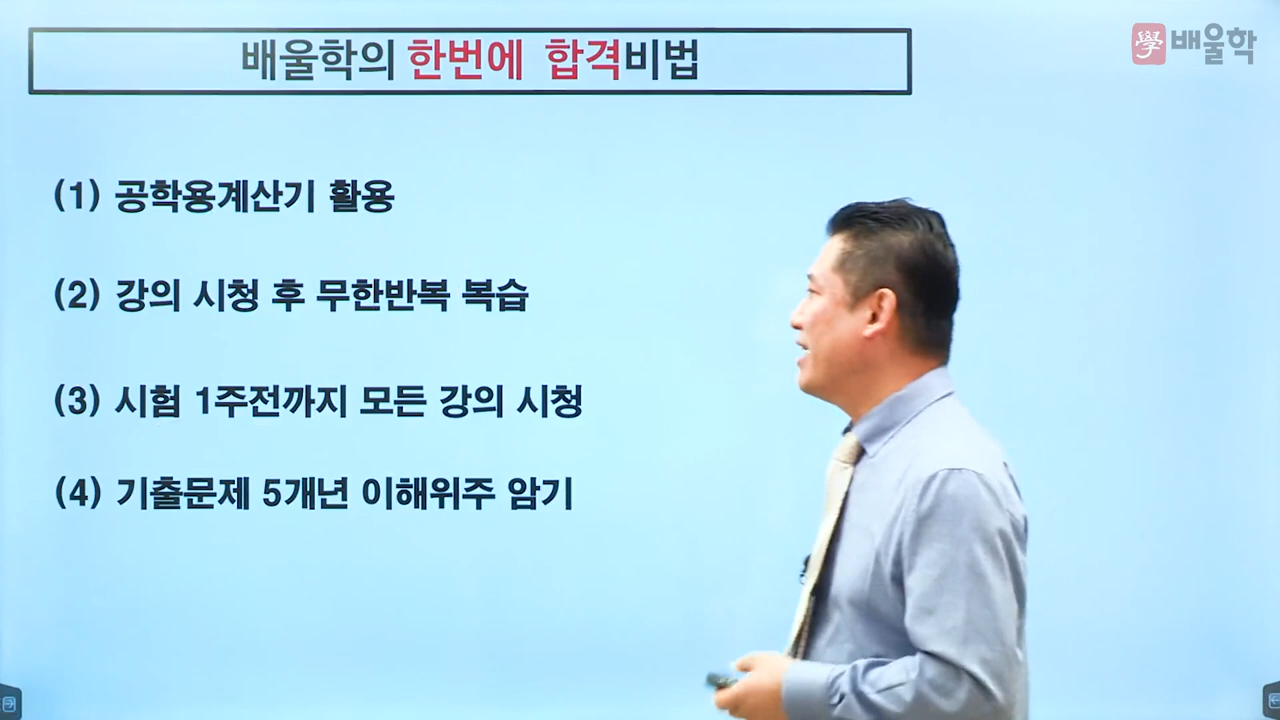 배울학의 한번에 합격비법
學 배울학
(1) 공학용계산기 활용
(2) 강의 시청 후 무한반복 복습
(3) 시험 1주전까지 모든 강의 시청
(4) 기출문제 5개년 이해위주 암기